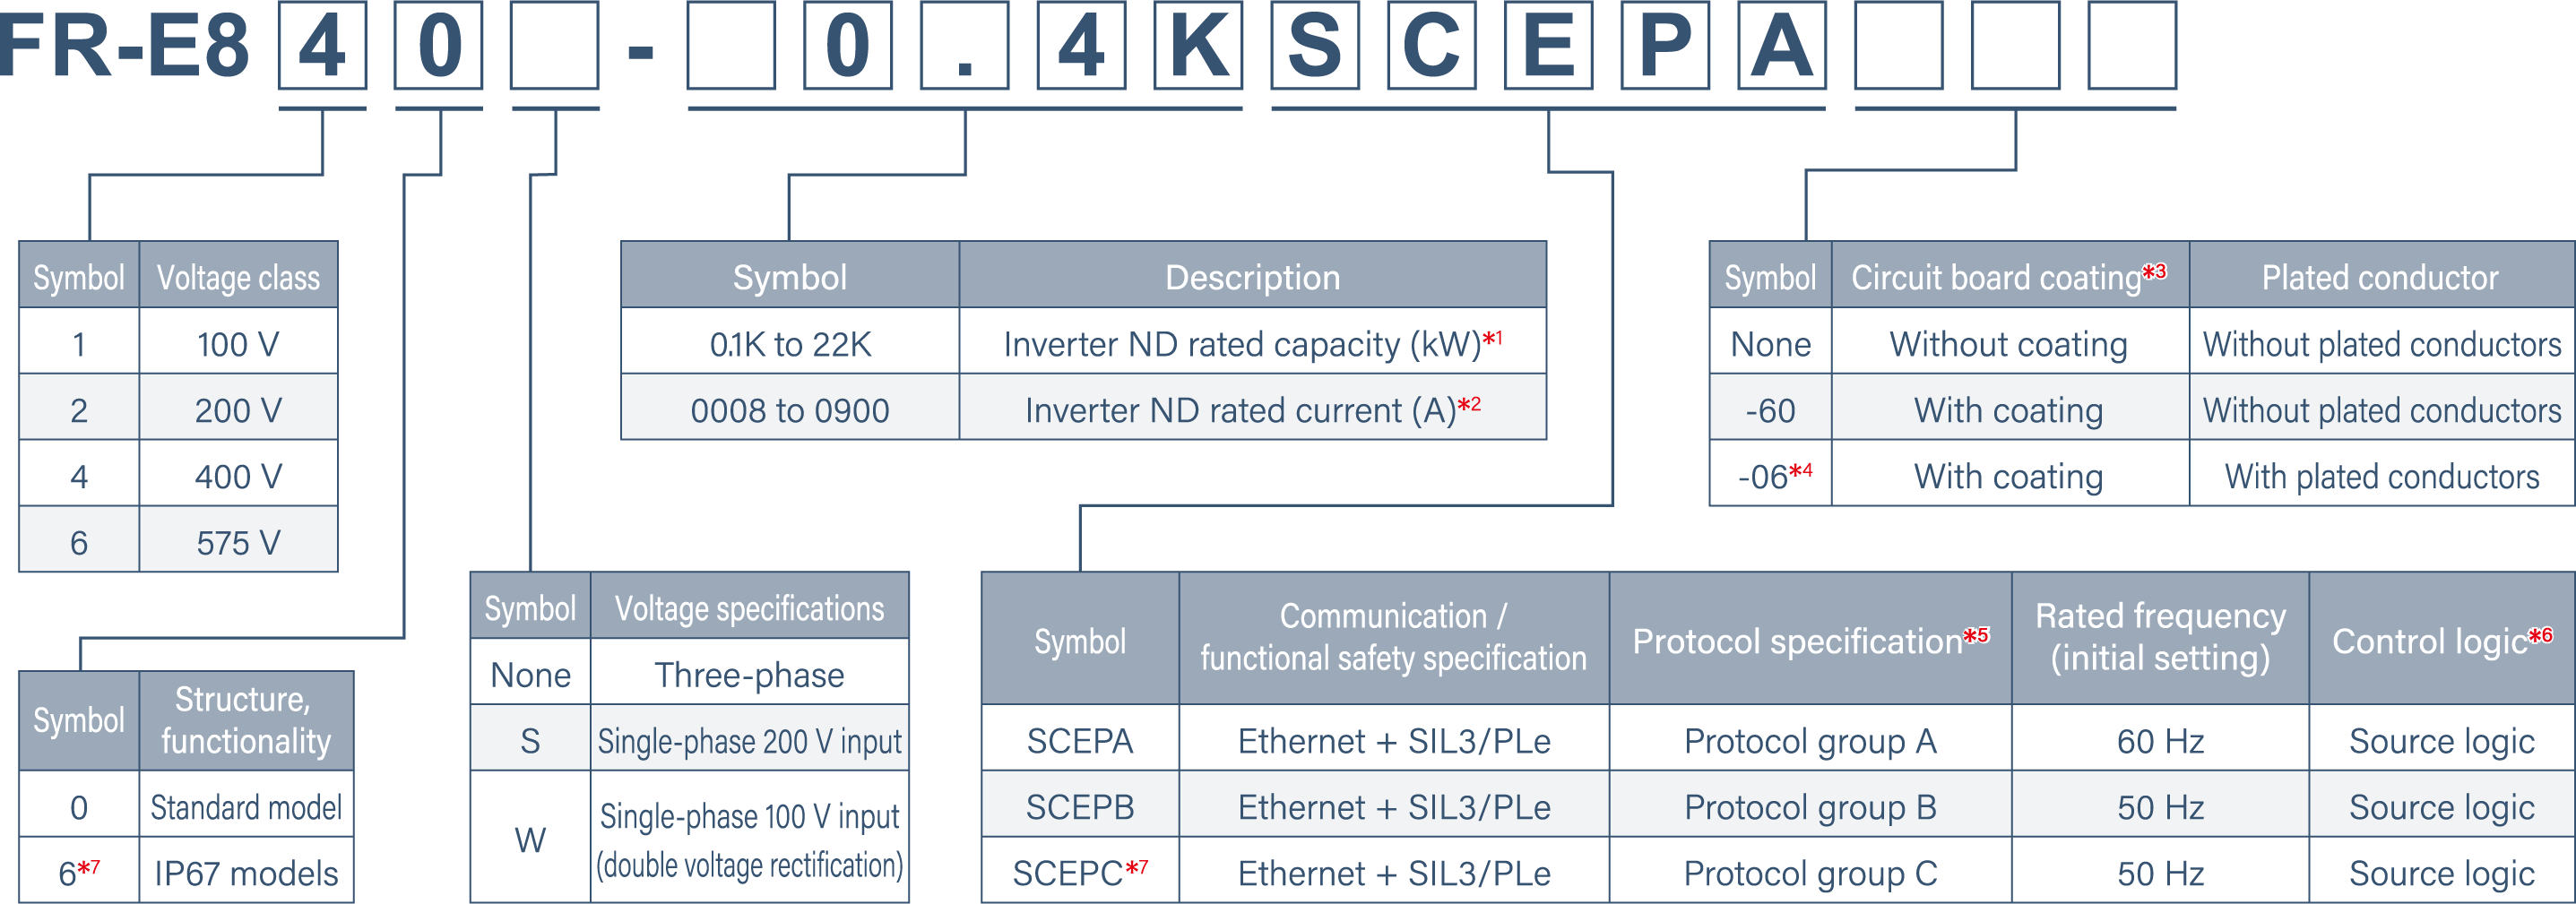 FR-E8 4 0 - 0 . 4 K S C E P A
Symbol Voltage class
1 100 V
2 200 V
4 400 V
6 575 V
Symbol Structure,
functionality
0 Standard model
6*7 IP67 models
Symbol Voltage specifications
None Three-phase
S Single-phase 200 V input
W Single-phase 100 V input
(double voltage rectification)
Symbol Description
0.1K to 22K Inverter ND rated capacity (kW)*1
0008 to 0900 Inverter ND rated current (A)*2
Symbol Communication /
functional safety specification Protocol specification*5 Rated frequency
(initial setting) Control logic*6
SCEPA Ethernet + SIL3/PLe Protocol group A 60 Hz Source logic
SCEPB Ethernet + SIL3/PLe Protocol group B 50 Hz Source logic
SCEPC*7 Ethernet + SIL3/PLe Protocol group C 50 Hz Source logic
Symbol Circuit board coating*3 Plated conductor
None Without coating Without plated conductors
-60 With coating Without plated conductors
-06*4 With coating With plated conductors